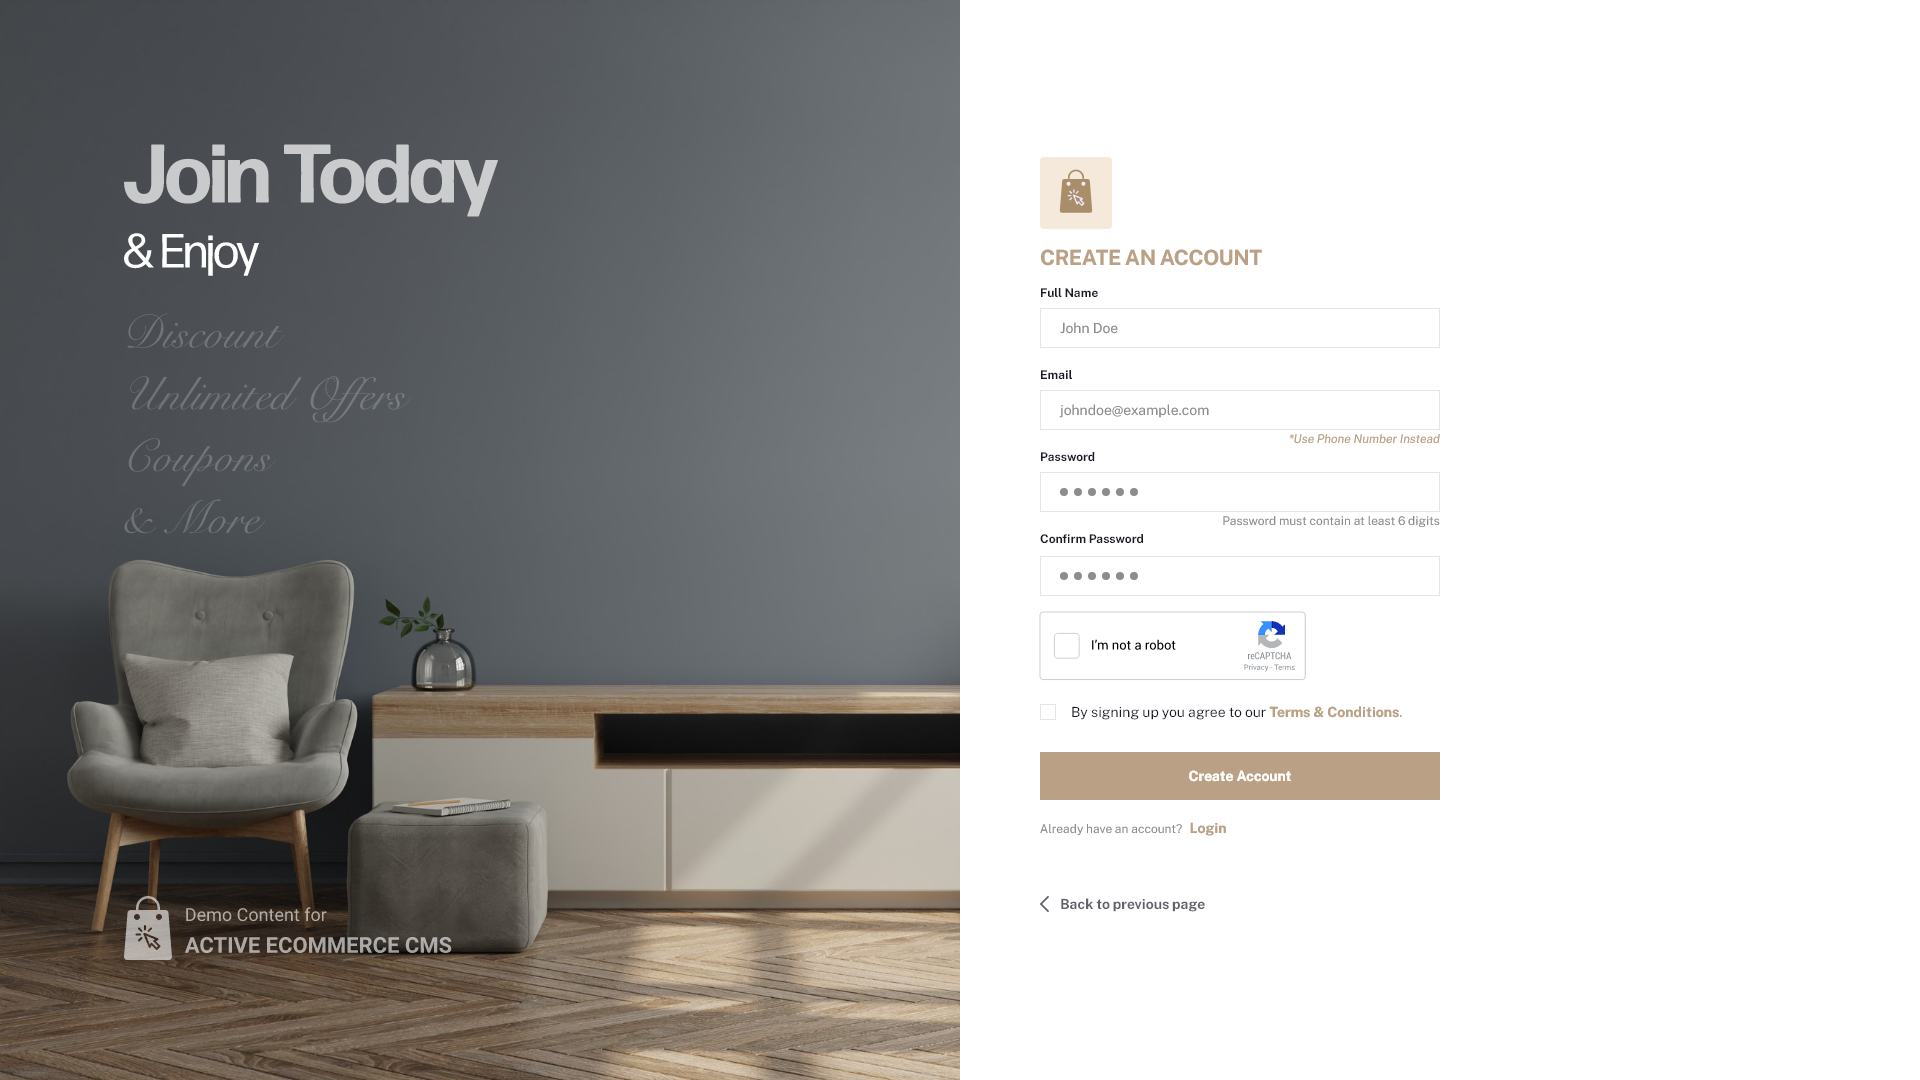 Join Today
& Enjoy
Discount
Unlimited Offers
Coupons
& More
Demo Content for
ACTIVE ECOMMERCE CMS
CREATE AN ACCOUNT
Full Name
John Doe
Email
johndoe@example.com
*Use Phone Number Instead
Password
Password must contain at least 6 digits
Confirm Password
I'm not a robot
reCAPTCHA
Privacy - Terms
By signing up you agree to our Terms & Conditions.
Create Account
Already have an account? Login
Back to previous page